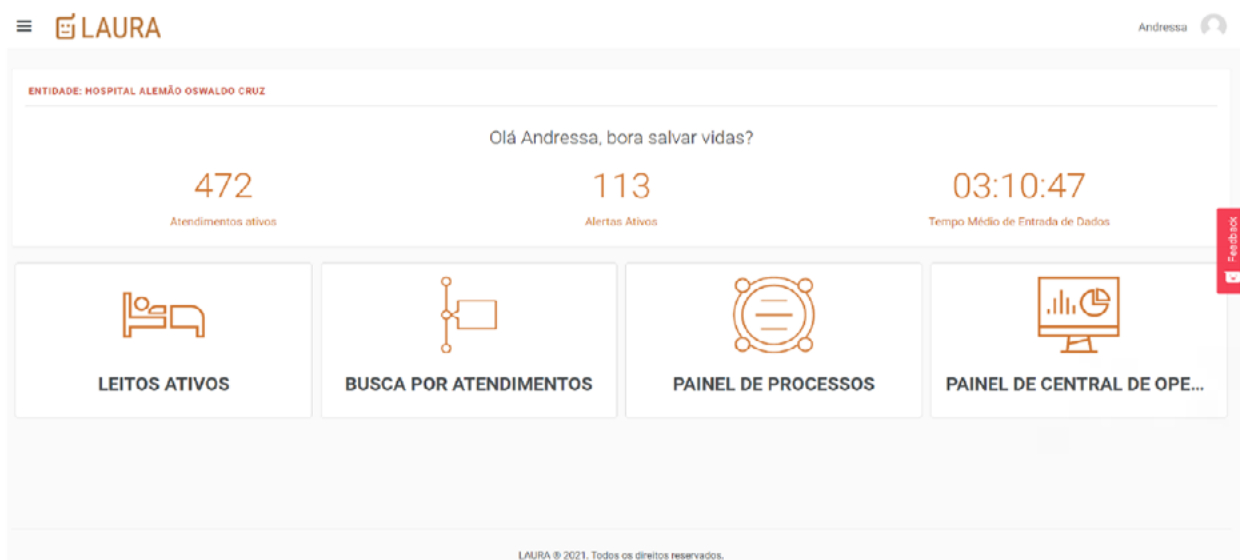 LAURA
Andressa
ENTIDADE: HOSPITAL ALEMÃO OSWALDO CRUZ
Olá Andressa, bora salvar vidas?
472
113
03:10:47
Atendimentos ativos
Alertas Ativos
Tempo Médio de Entrada de Dados
Feedback
LEITOS ATIVOS
BUSCA POR ATENDIMENTOS
PAINEL DE PROCESSOS
PAINEL DE CENTRAL DE OPE...
LAURA ® 2021. Todos os direitos reservados.